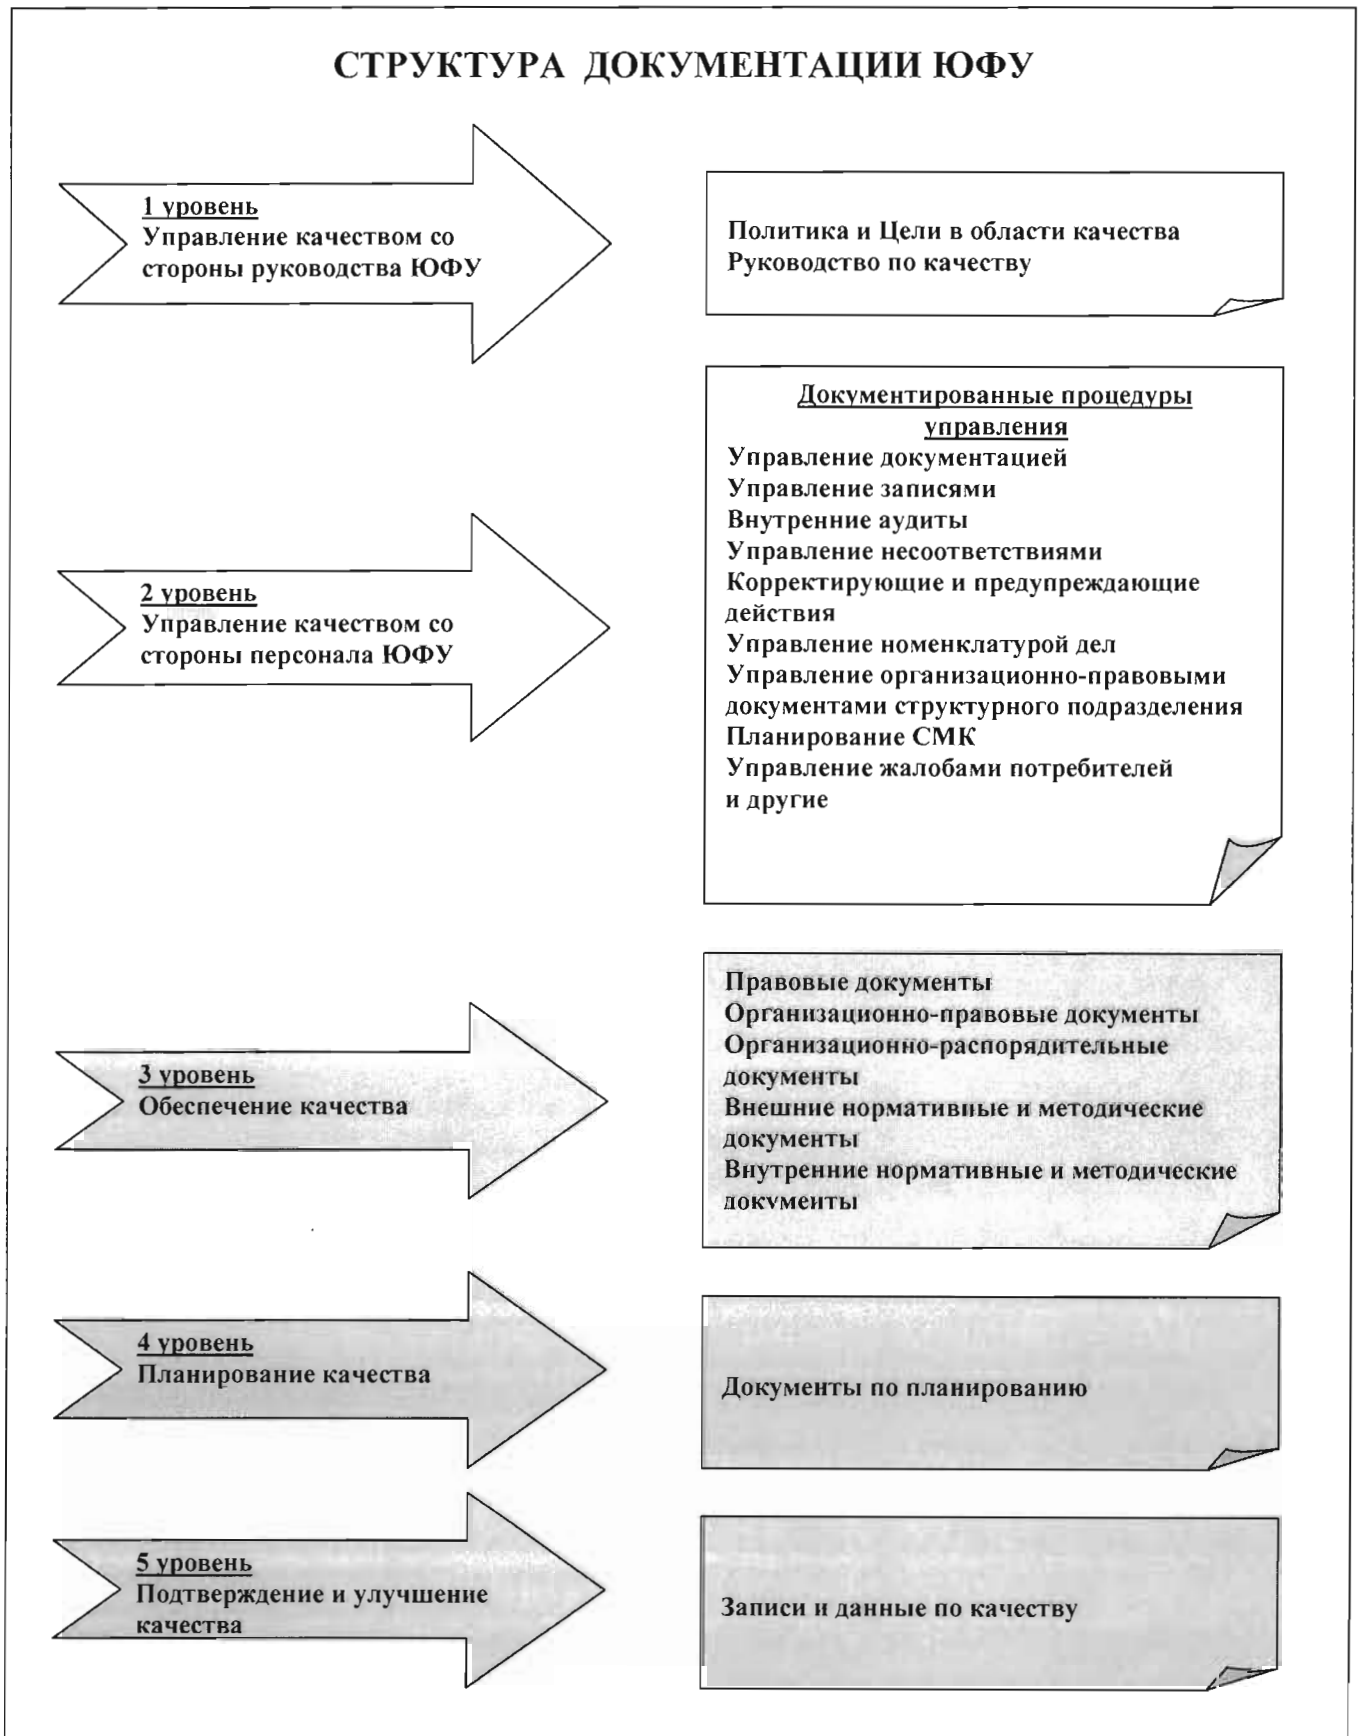 СТРУКТУРА ДОКУМЕНТАЦИИ ЮФУ
1 уровень
Управление качеством со
стороны руководства ЮФУ
Политика и Цели в области качества
Руководство по качеству
2 уровень
Управление качеством со
стороны персонала ЮФУ
Документированные процедуры
управления
Управление документацией
Управление записями
Внутренние аудиты
Управление несоответствиями
Корректирующие и предупреждающие
действия
Управление номенклатурой дел
Управление организационно-правовыми
документами структурного подразделения
Планирование СМК
Управление жалобами потребителей
и другие
3 уровень
Обеспечение качества
Правовые документы
Организационно-правовые документы
Организационно-распорядительные
документы
Внешние нормативные и методические
документы
Внутренние нормативные и методические
документы
4 уровень
Планирование качества
Документы по планированию
5 уровень
Подтверждение и улучшение
качества
Записи и данные по качеству